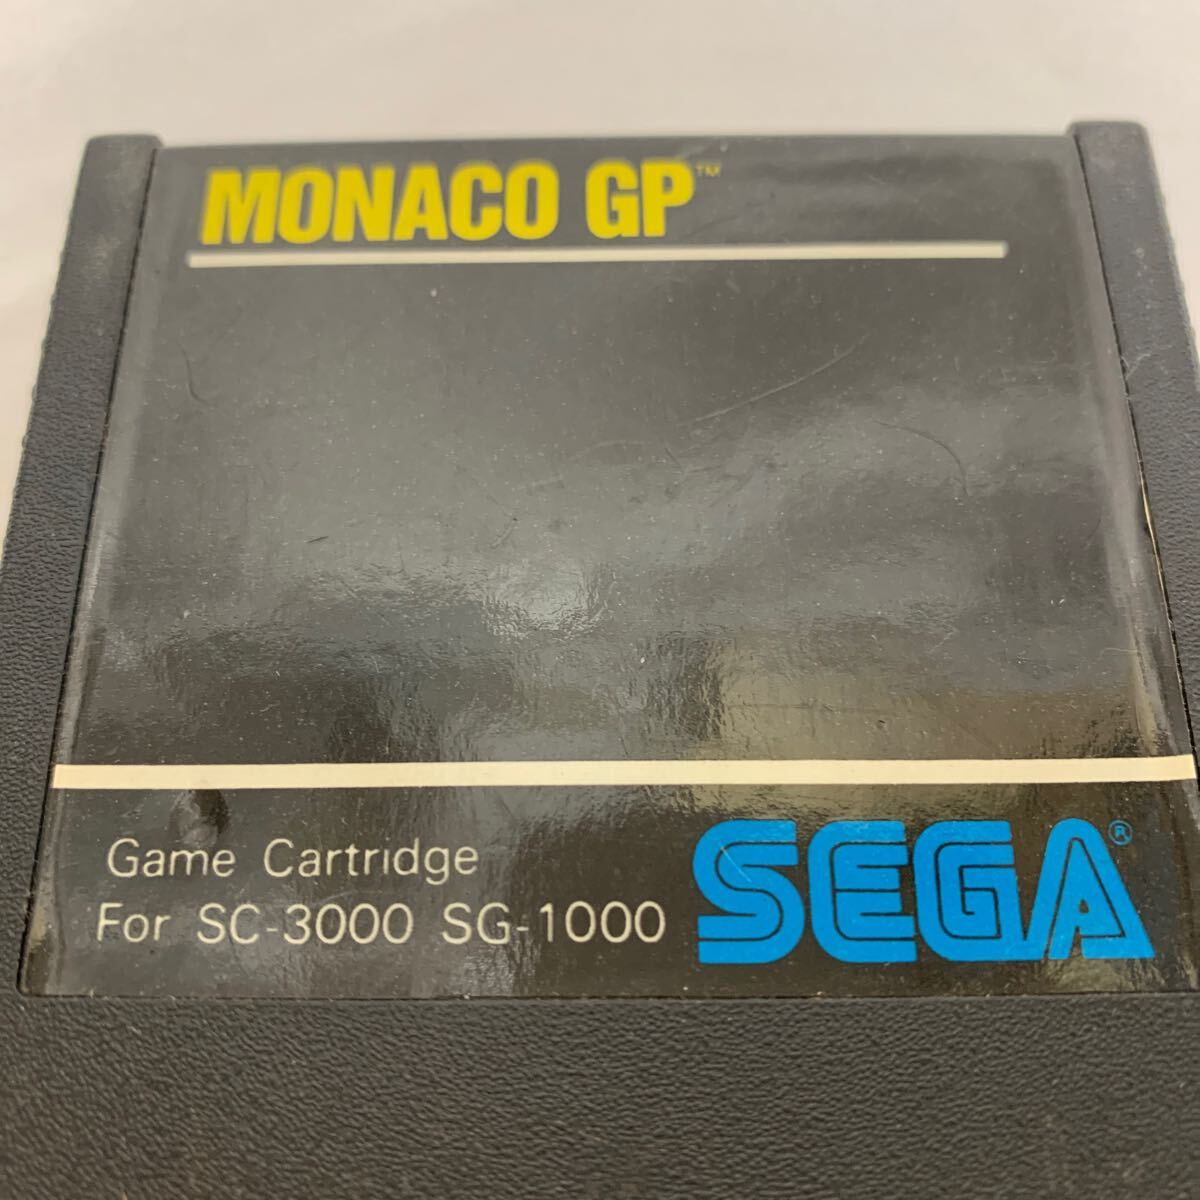 MONACO GP™
Game Cartridge
For SC-3000 SG-1000
SEGA®